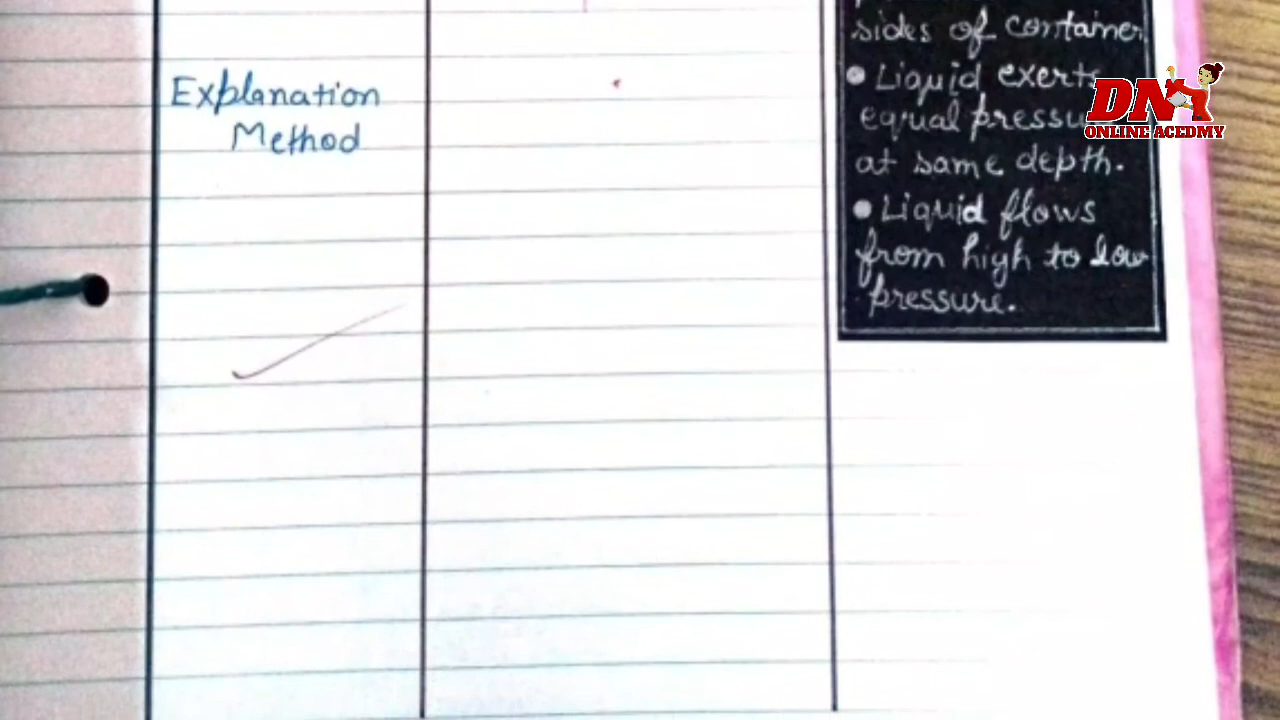 Explanation
Method
sides of container.
• Liquid exerts
equal pressure
at same depth.
• Liquid flows
from high to low
pressure.
DN
ONLINE ACEDMY